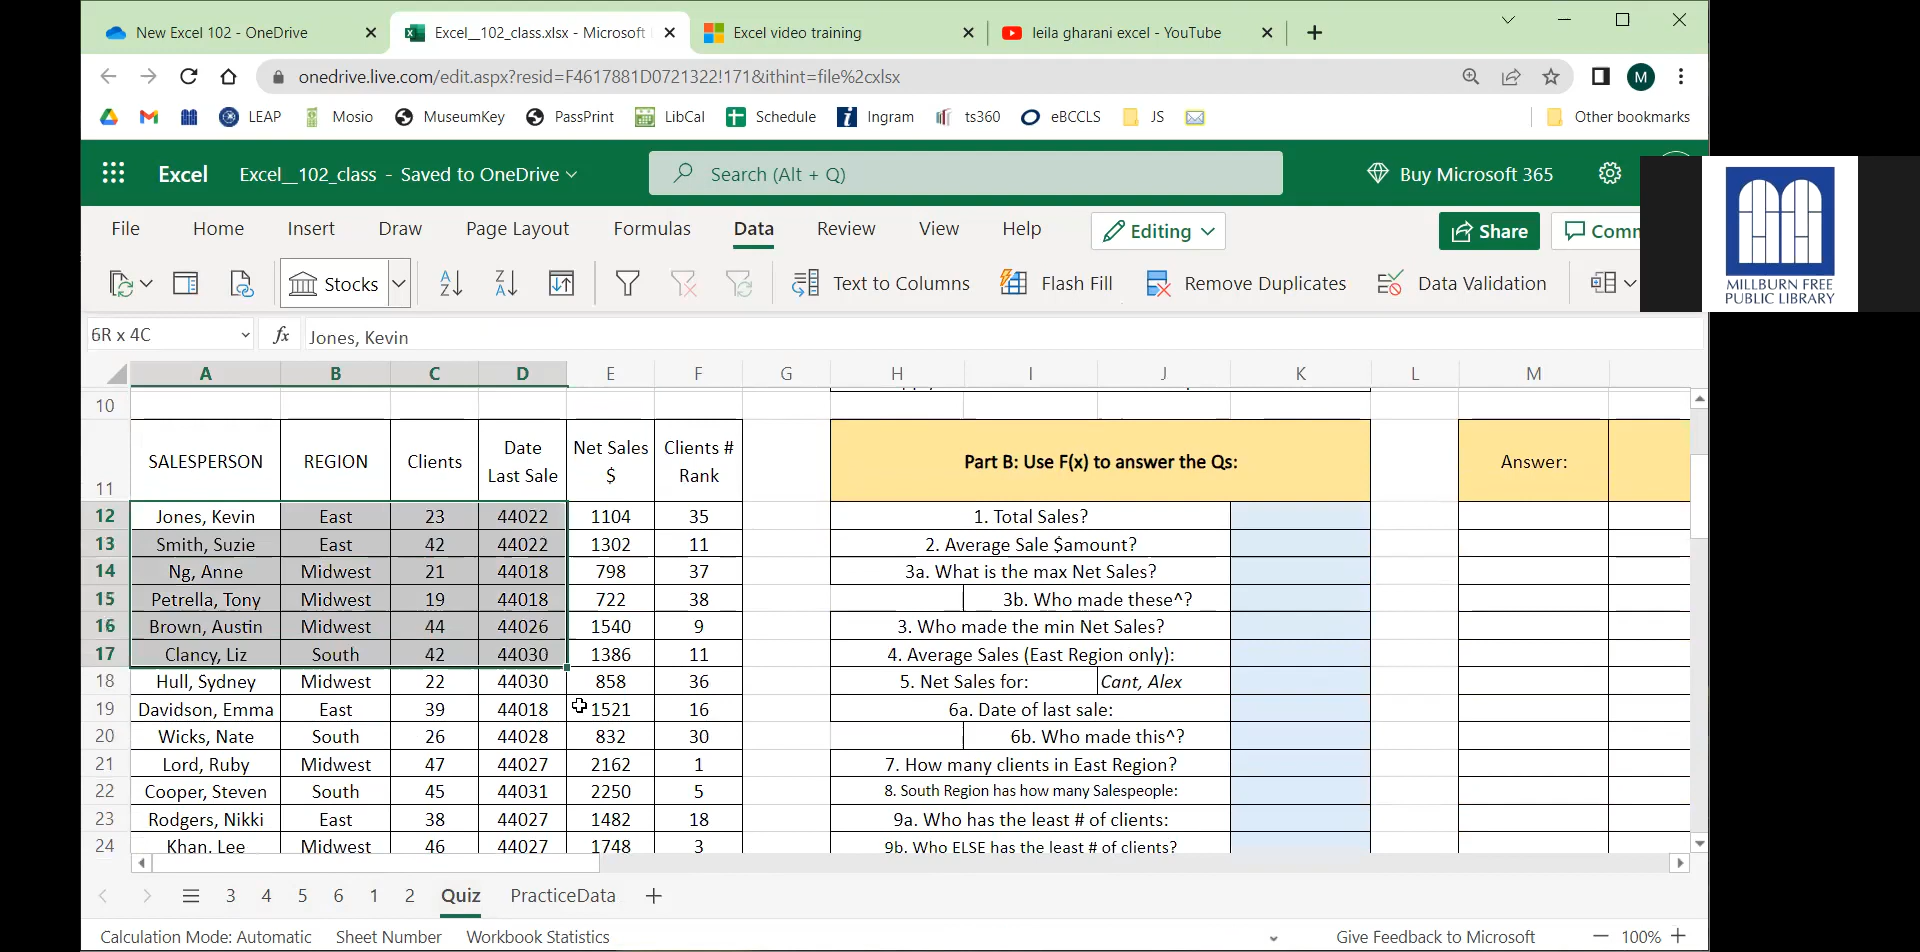 New Excel 102 - OneDrive
Excel__102_class.xlsx - Microsoft
Excel video training
leila gharani excel - YouTube
onedrive.live.com/edit.aspx?resid=F4617881D0721322!171&ithint=file%2cxlsx
M
LEAP Mosio MuseumKey PassPrint LibCal Schedule Ingram ts360 eBCCLS JS Other bookmarks
Excel Excel__102_class - Saved to OneDrive Search (Alt + Q) Buy Microsoft 365
MILLBURN FREE
PUBLIC LIBRARY
File Home Insert Draw Page Layout Formulas Data Review View Help Editing Share Comm
Stocks Text to Columns Flash Fill Remove Duplicates Data Validation
6R x 4C fx Jones, Kevin
A B C D E F G H I J K L M
10
11 SALESPERSON REGION Clients Date Last Sale Net Sales $ Clients # Rank Part B: Use F(x) to answer the Qs: Answer:
12 Jones, Kevin East 23 44022 1104 35 1. Total Sales?
13 Smith, Suzie East 42 44022 1302 11 2. Average Sale $amount?
14 Ng, Anne Midwest 21 44018 798 37 3a. What is the max Net Sales?
15 Petrella, Tony Midwest 19 44018 722 38 3b. Who made these^?
16 Brown, Austin Midwest 44 44026 1540 9 3. Who made the min Net Sales?
17 Clancy, Liz South 42 44030 1386 11 4. Average Sales (East Region only):
18 Hull, Sydney Midwest 22 44030 858 36 5. Net Sales for: Cant, Alex
19 Davidson, Emma East 39 44018 1521 16 6a. Date of last sale:
20 Wicks, Nate South 26 44028 832 30 6b. Who made this^?
21 Lord, Ruby Midwest 47 44027 2162 1 7. How many clients in East Region?
22 Cooper, Steven South 45 44031 2250 5 8. South Region has how many Salespeople:
23 Rodgers, Nikki East 38 44027 1482 18 9a. Who has the least # of clients:
24 Khan, Lee Midwest 46 44027 1748 3 9b. Who ELSE has the least # of clients?
3 4 5 6 1 2 Quiz PracticeData
Calculation Mode: Automatic Sheet Number Workbook Statistics Give Feedback to Microsoft 100%